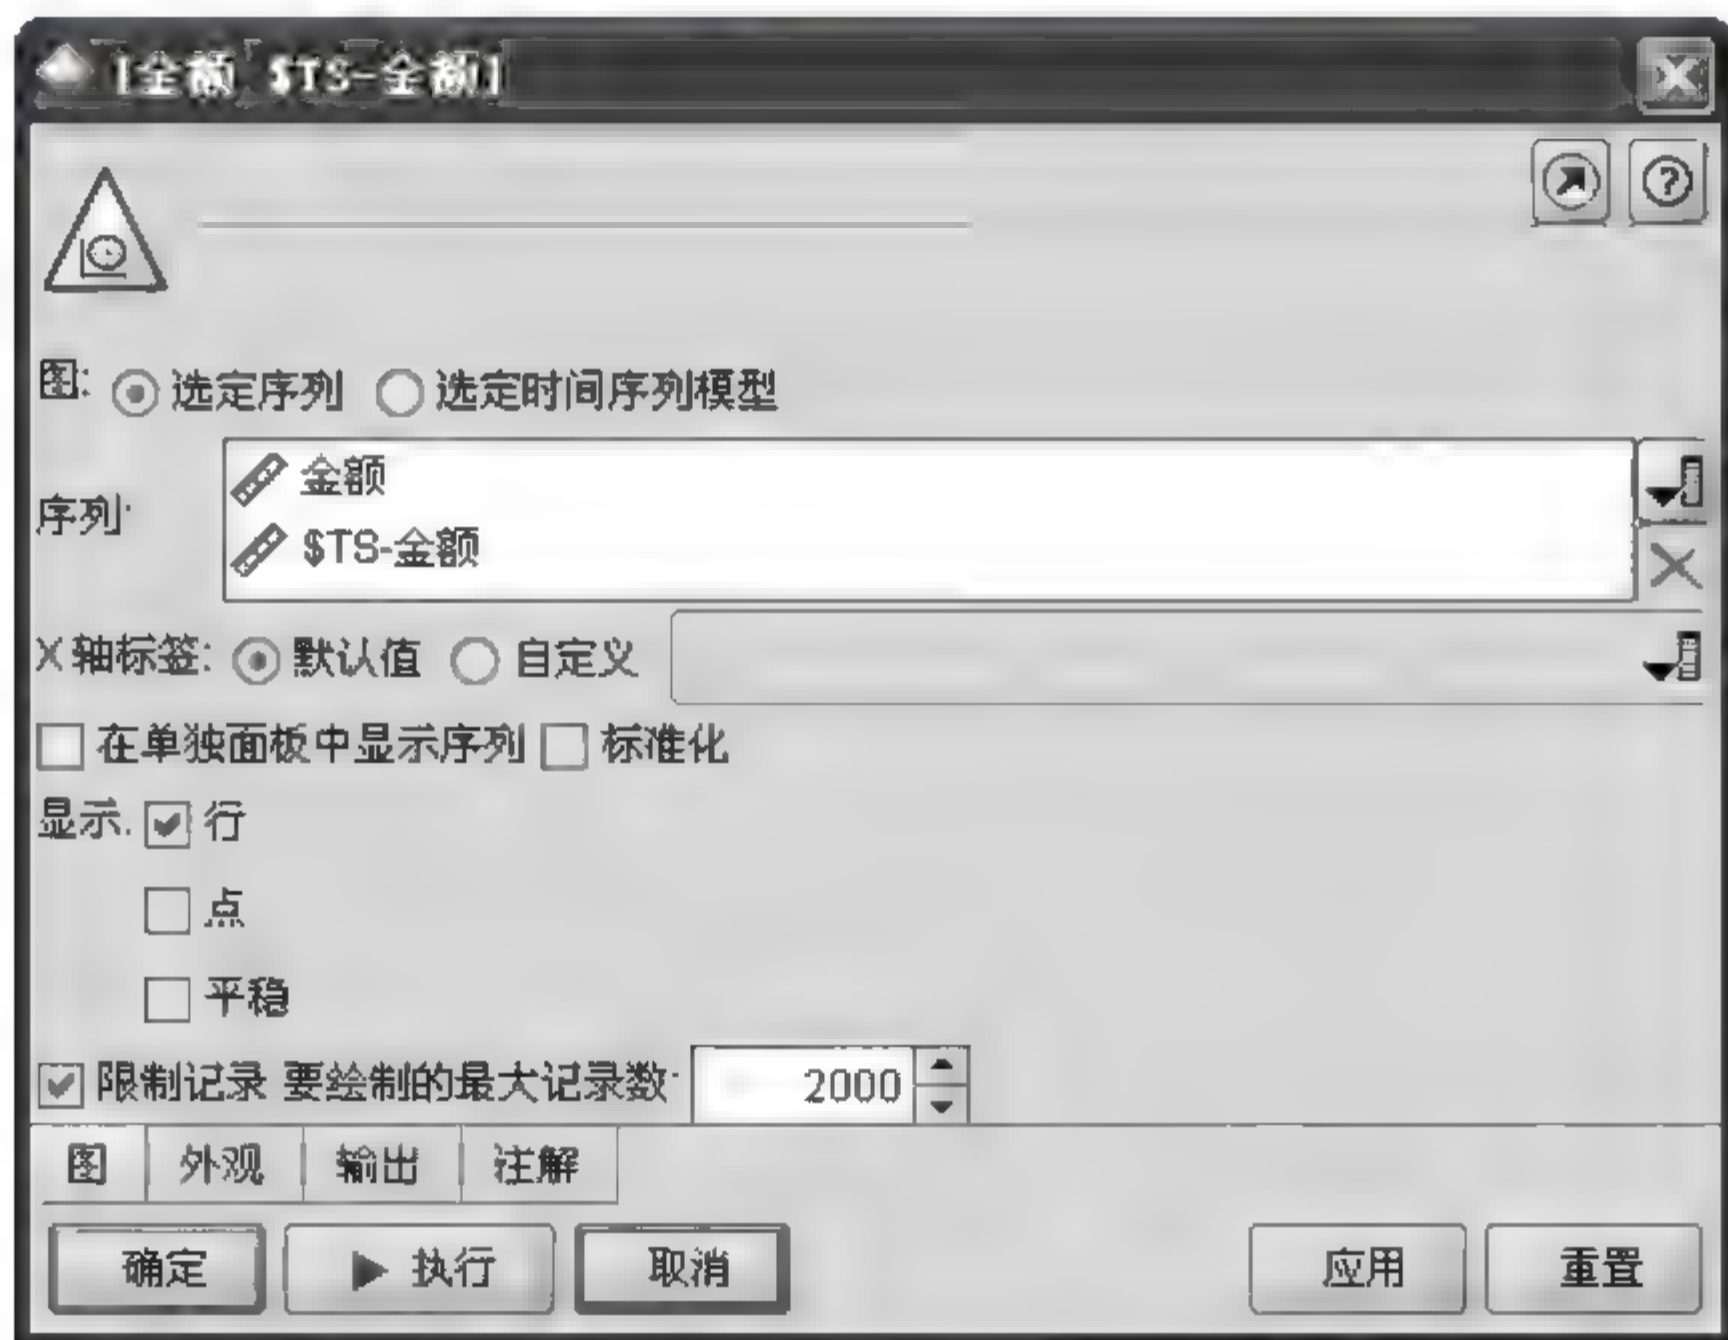 [金额 $TS-金额]
图: 选定序列 选定时间序列模型
序列:
金额
$TS-金额
X 轴标签: 默认值 自定义
在单独面板中显示序列 标准化
显示: 行
点
平稳
限制记录 要绘制的最大记录数: 2000
图 外观 输出 注解
确定 执行 取消 应用 重置